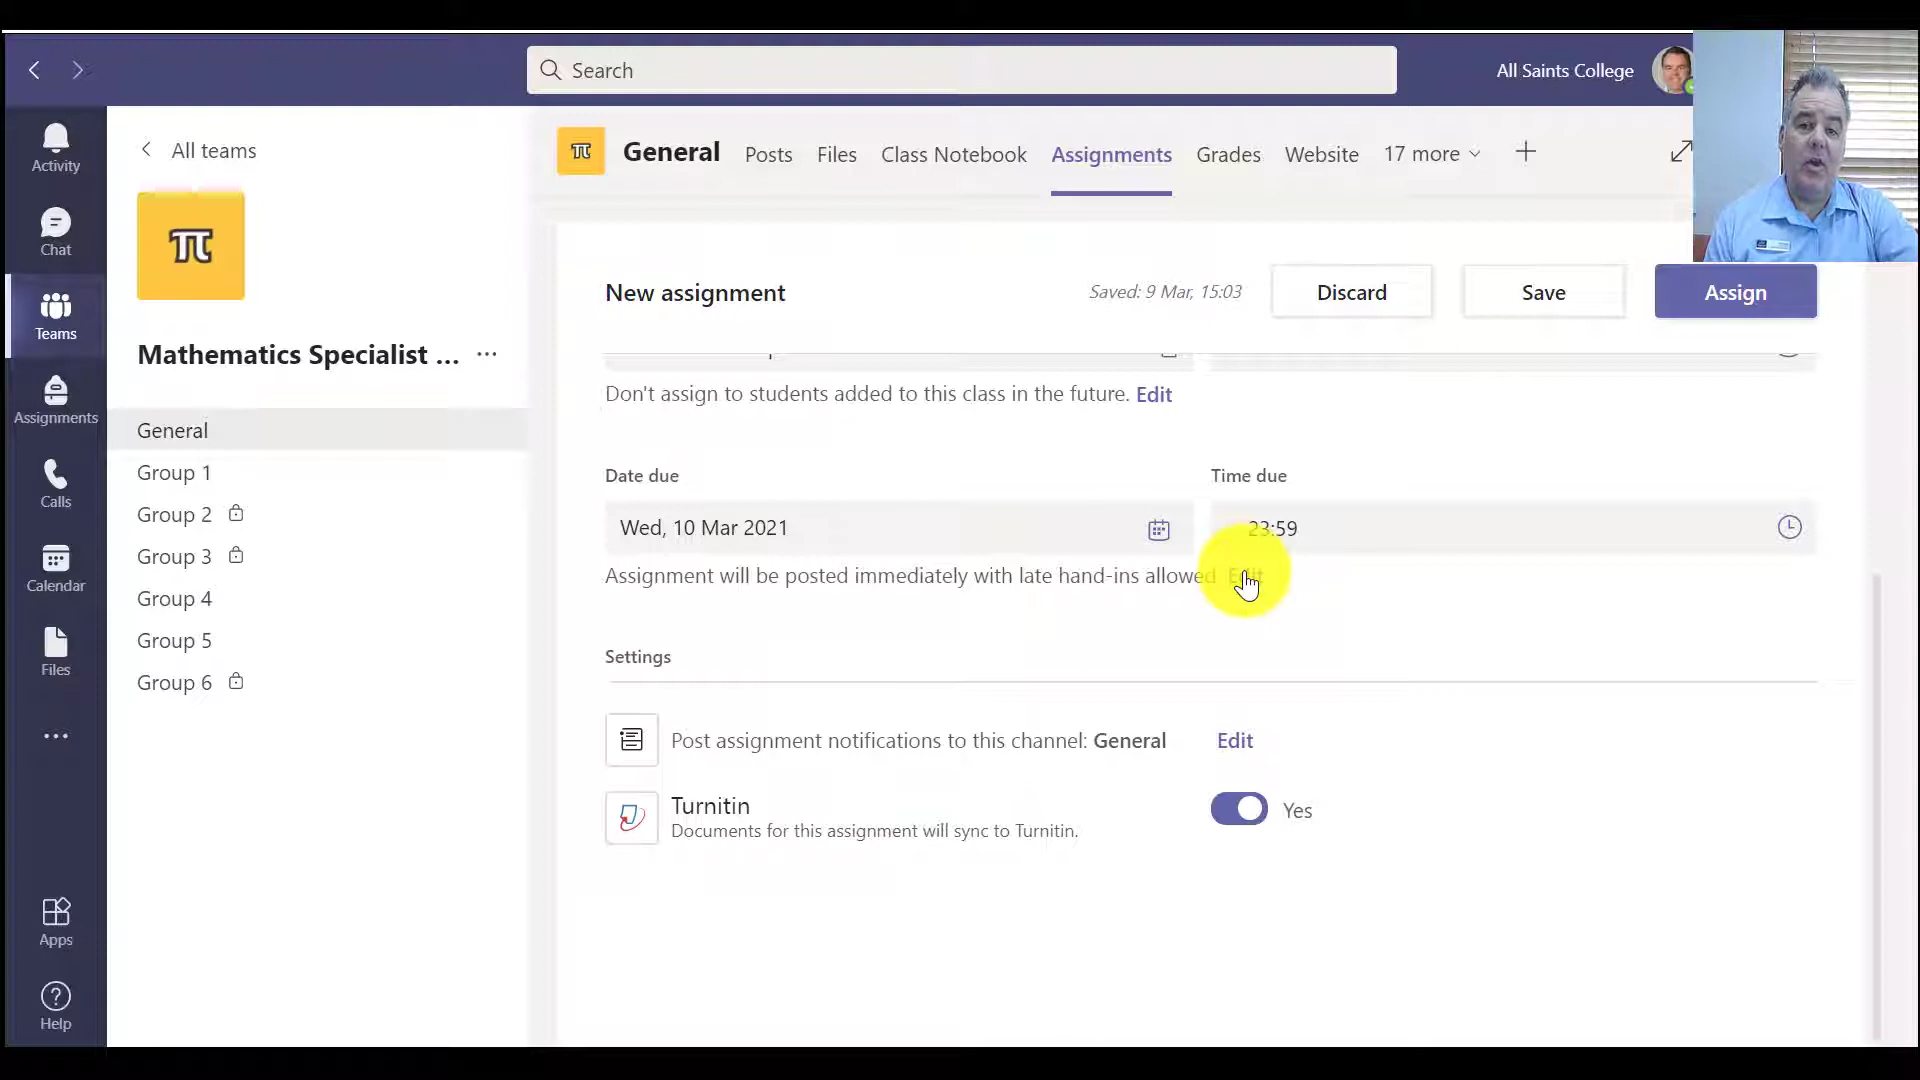 Search
All Saints College
Activity
Chat
Teams
Assignments
Calls
Calendar
Files
Apps
Help
All teams
π
Mathematics Specialist ...
General
Group 1
Group 2
Group 3
Group 4
Group 5
Group 6
π
General
Posts
Files
Class Notebook
Assignments
Grades
Website
17 more
New assignment
Saved: 9 Mar, 15:03
Discard
Save
Assign
Don't assign to students added to this class in the future. Edit
Date due
Time due
Wed, 10 Mar 2021
23:59
Assignment will be posted immediately with late hand-ins allowed Edit
Settings
Post assignment notifications to this channel: General
Edit
Turnitin
Documents for this assignment will sync to Turnitin.
Yes